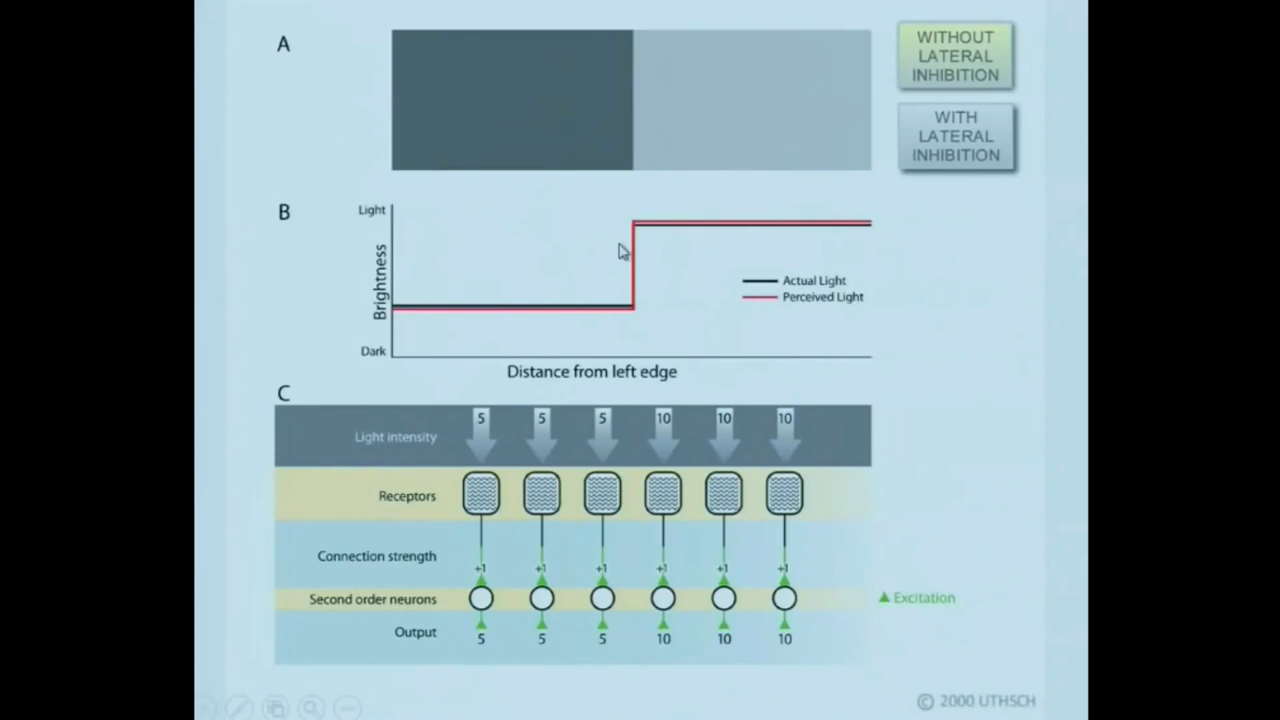 A
WITHOUT
LATERAL
INHIBITION
WITH
LATERAL
INHIBITION
B
Light
Brightness
Actual Light
Perceived Light
Dark
Distance from left edge
C
Light intensity
5 5 5 10 10 10
Receptors
Connection strength
+1 +1 +1 +1 +1 +1
Second order neurons
Excitation
Output
5 5 5 10 10 10
© 2000 UTHSCH